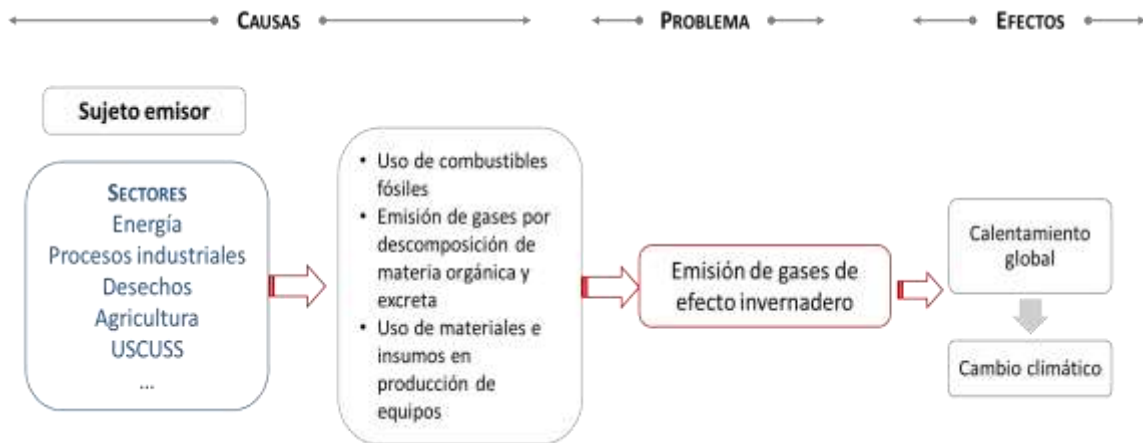 CAUSAS
PROBLEMA
EFECTOS
Sujeto emisor
SECTORES
Energía
Procesos industriales
Desechos
Agricultura
USCUSS
...
• Uso de combustibles
fósiles
• Emisión de gases por
descomposición de
materia orgánica y
excreta
• Uso de materiales e
insumos en
producción de
equipos
Emisión de gases de
efecto invernadero
Calentamiento
global
Cambio climático